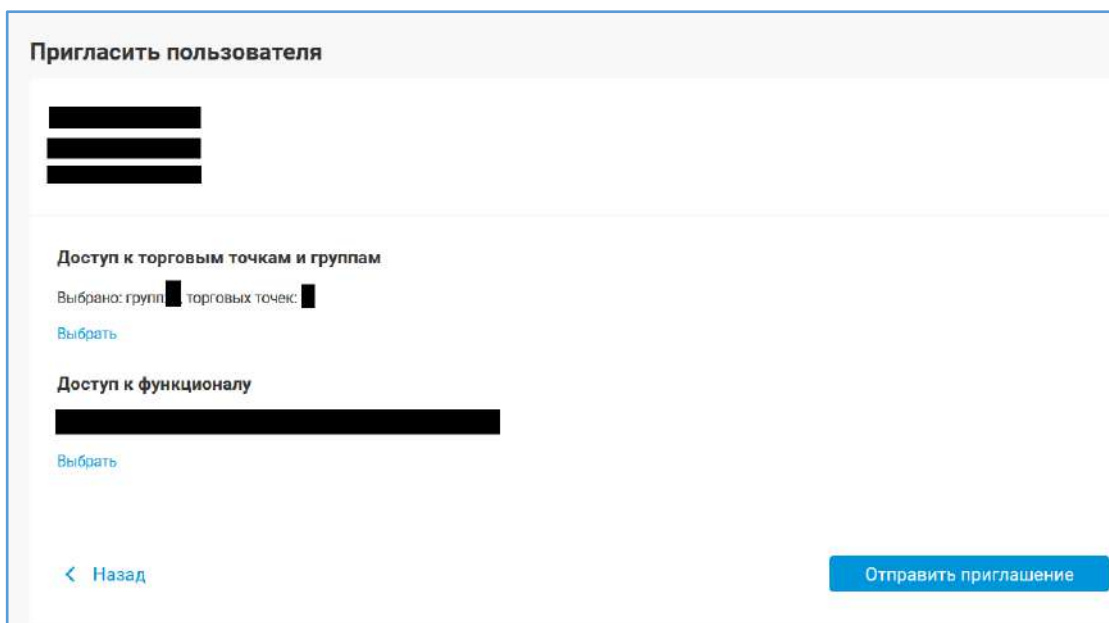 Пригласить пользователя
Доступ к торговым точкам и группам
Выбрано: групп: , торговых точек:
Выбрать
Доступ к функционалу
Выбрать
Назад
Отправить приглашение